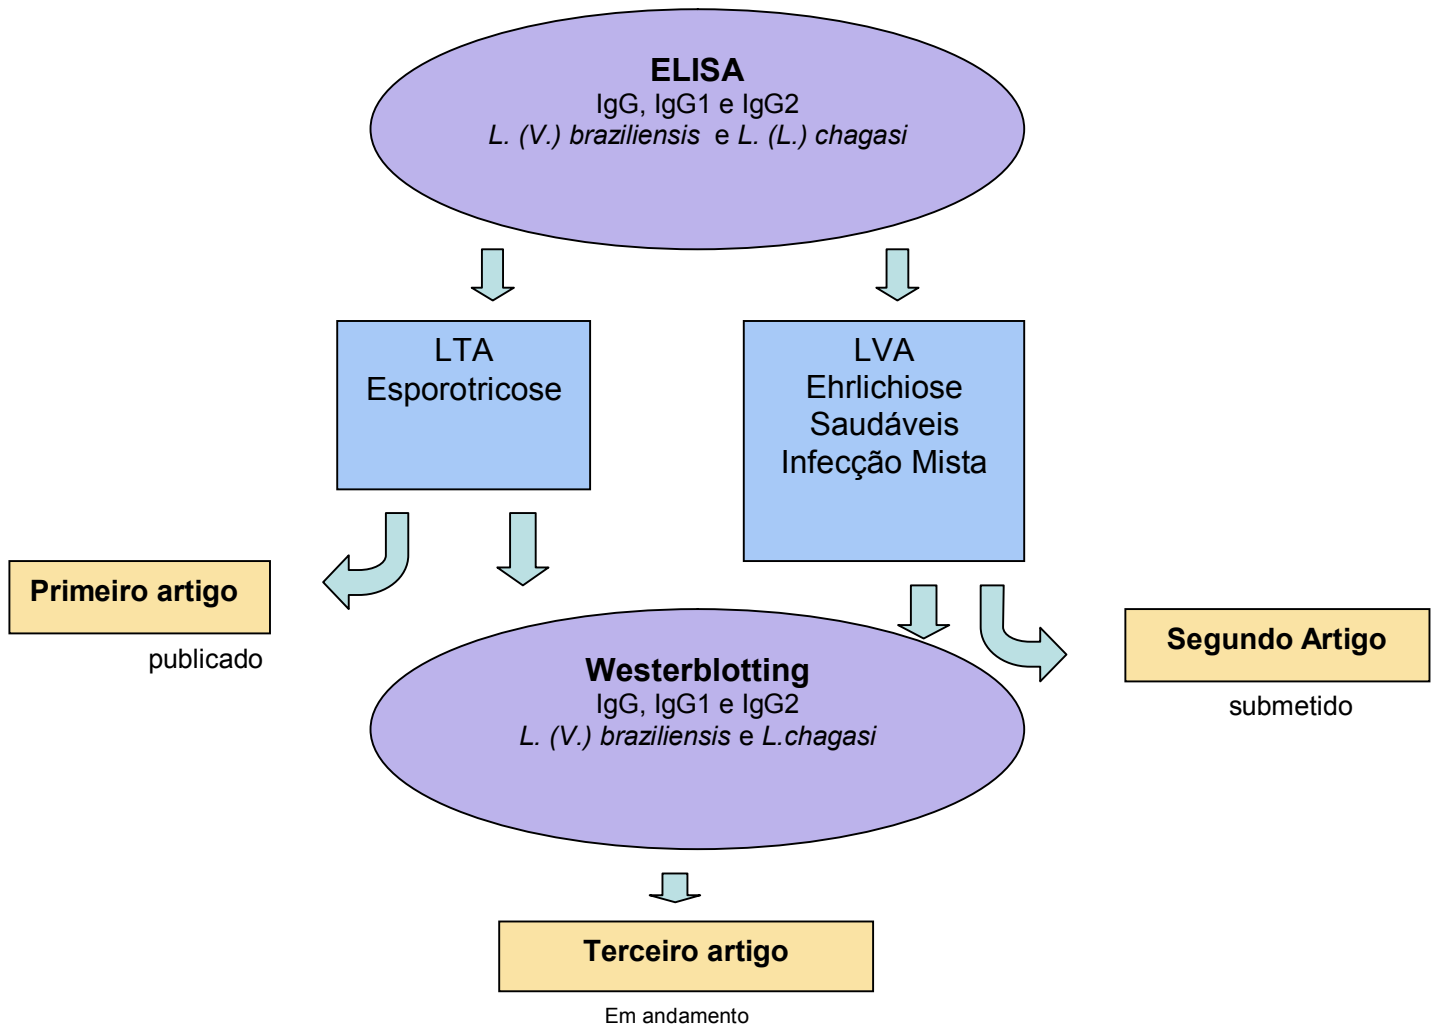 ELISA
IgG, IgG1 e IgG2
L. (V.) braziliensis e L. (L.) chagasi
LTA
Esporotricose
LVA
Ehrlichiose
Saudáveis
Infecção Mista
Primeiro artigo
publicado
Segundo Artigo
submetido
Westerblotting
IgG, IgG1 e IgG2
L. (V.) braziliensis e L.chagasi
Terceiro artigo
Em andamento